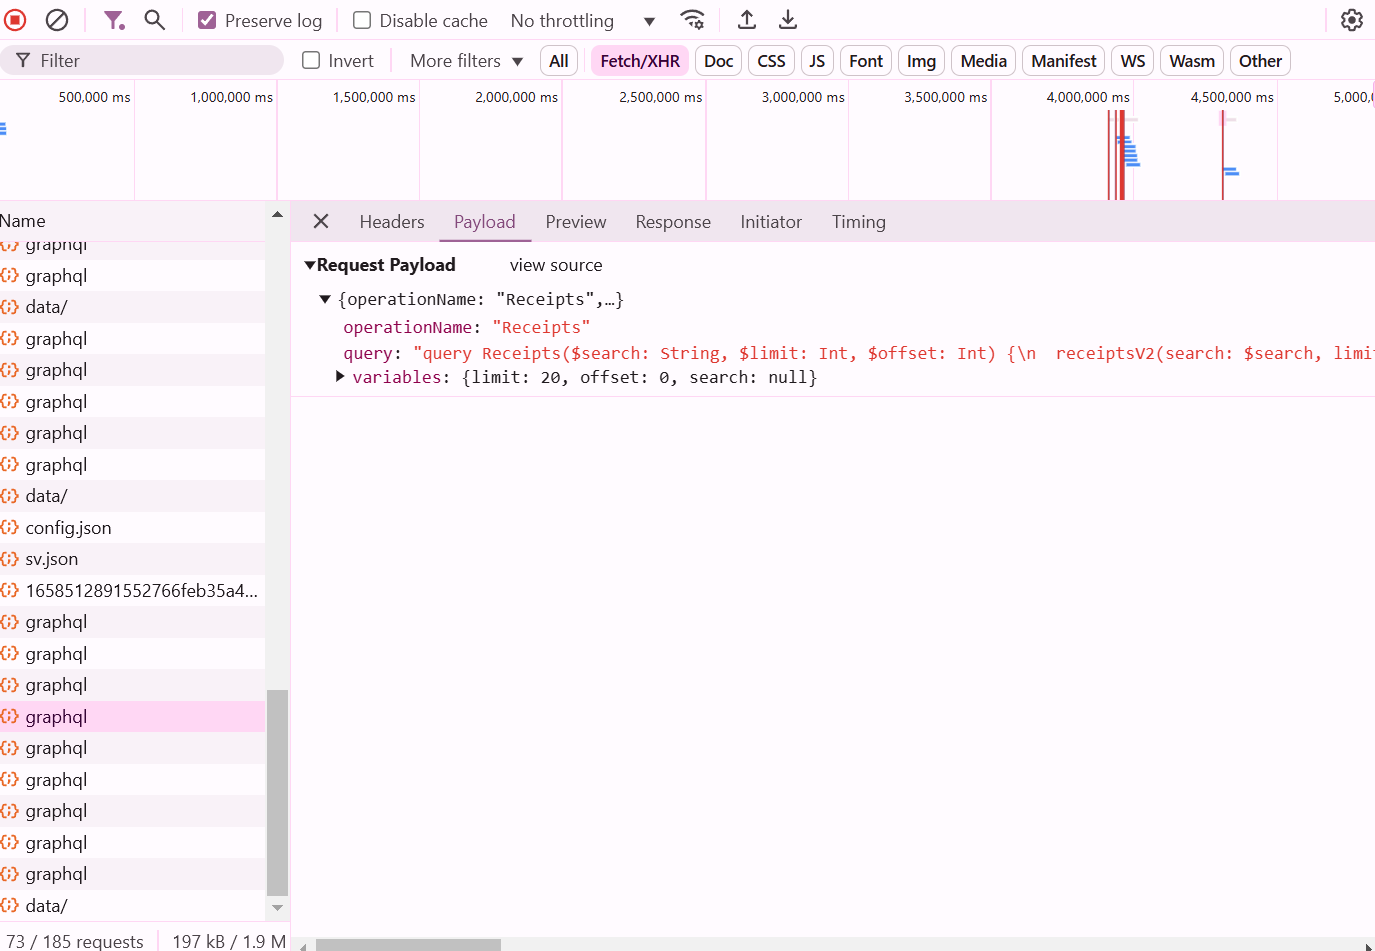 Preserve log Disable cache No throttling
Filter Invert More filters All Fetch/XHR Doc CSS JS Font Img Media Manifest WS Wasm Other
500,000 ms 1,000,000 ms 1,500,000 ms 2,000,000 ms 2,500,000 ms 3,000,000 ms 3,500,000 ms 4,000,000 ms 4,500,000 ms 5,000,
Name
graphql
graphql
data/
graphql
graphql
graphql
graphql
graphql
data/
config.json
sv.json
1658512891552766feb35a4...
graphql
graphql
graphql
graphql
graphql
graphql
graphql
graphql
graphql
data/
73 / 185 requests 197 kB / 1.9 M
Headers Payload Preview Response Initiator Timing
Request Payload view source
{operationName: "Receipts",…}
operationName: "Receipts"
query: "query Receipts($search: String, $limit: Int, $offset: Int) {\n  receiptsV2(search: $search, limi
variables: {limit: 20, offset: 0, search: null}